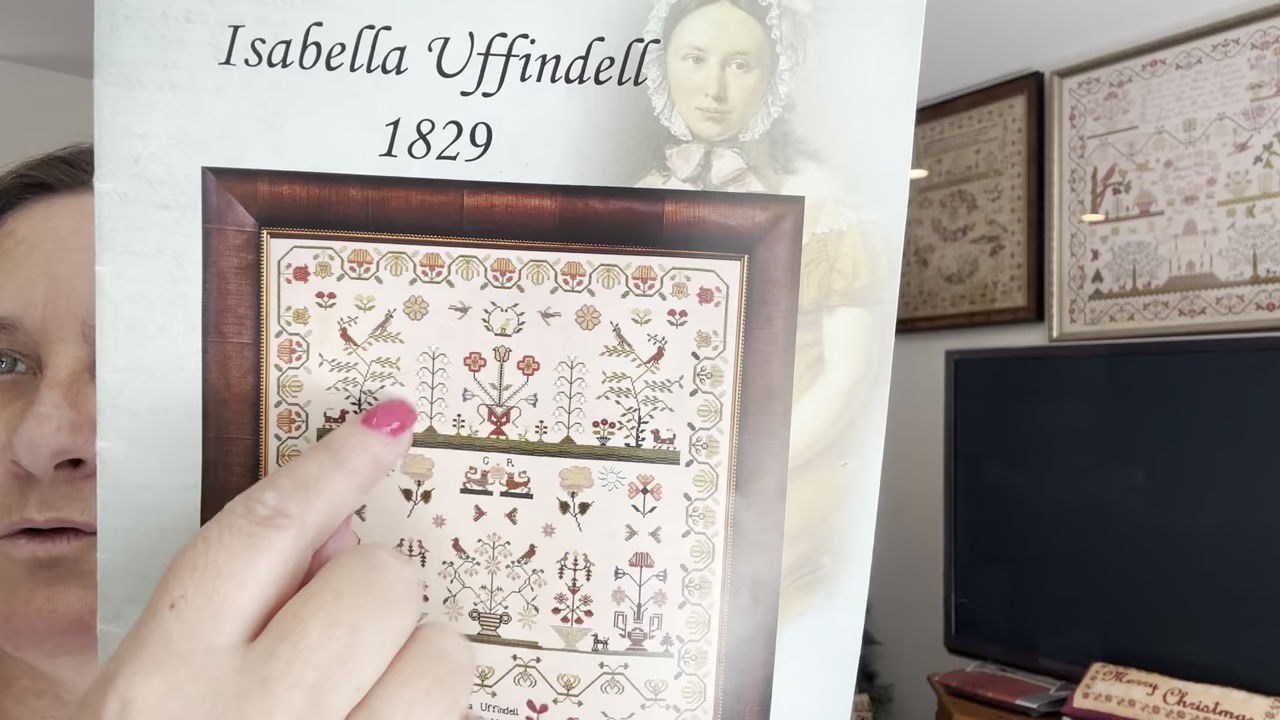 Isabella Uffindell
1829
G R
Uffindell
Merry Christmas